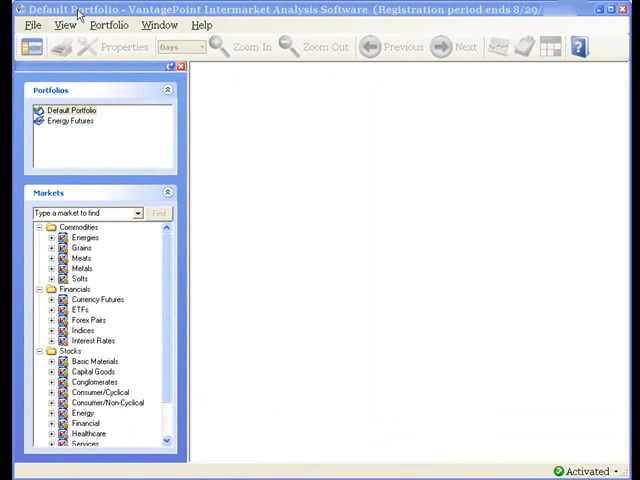 Default Portfolio - VantagePoint Intermarket Analysis Software (Registration period ends 8/29/
File View Portfolio Window Help
Properties Days Zoom In Zoom Out Previous Next
Portfolios
Default Portfolio
Energy Futures
Markets
Type a market to find Find
Commodities
Energies
Grains
Meats
Metals
Softs
Financials
Currency Futures
ETFs
Forex Pairs
Indices
Interest Rates
Stocks
Basic Materials
Capital Goods
Conglomerates
Consumer/Cyclical
Consumer/Non-Cyclical
Energy
Financial
Healthcare
Services
Activated